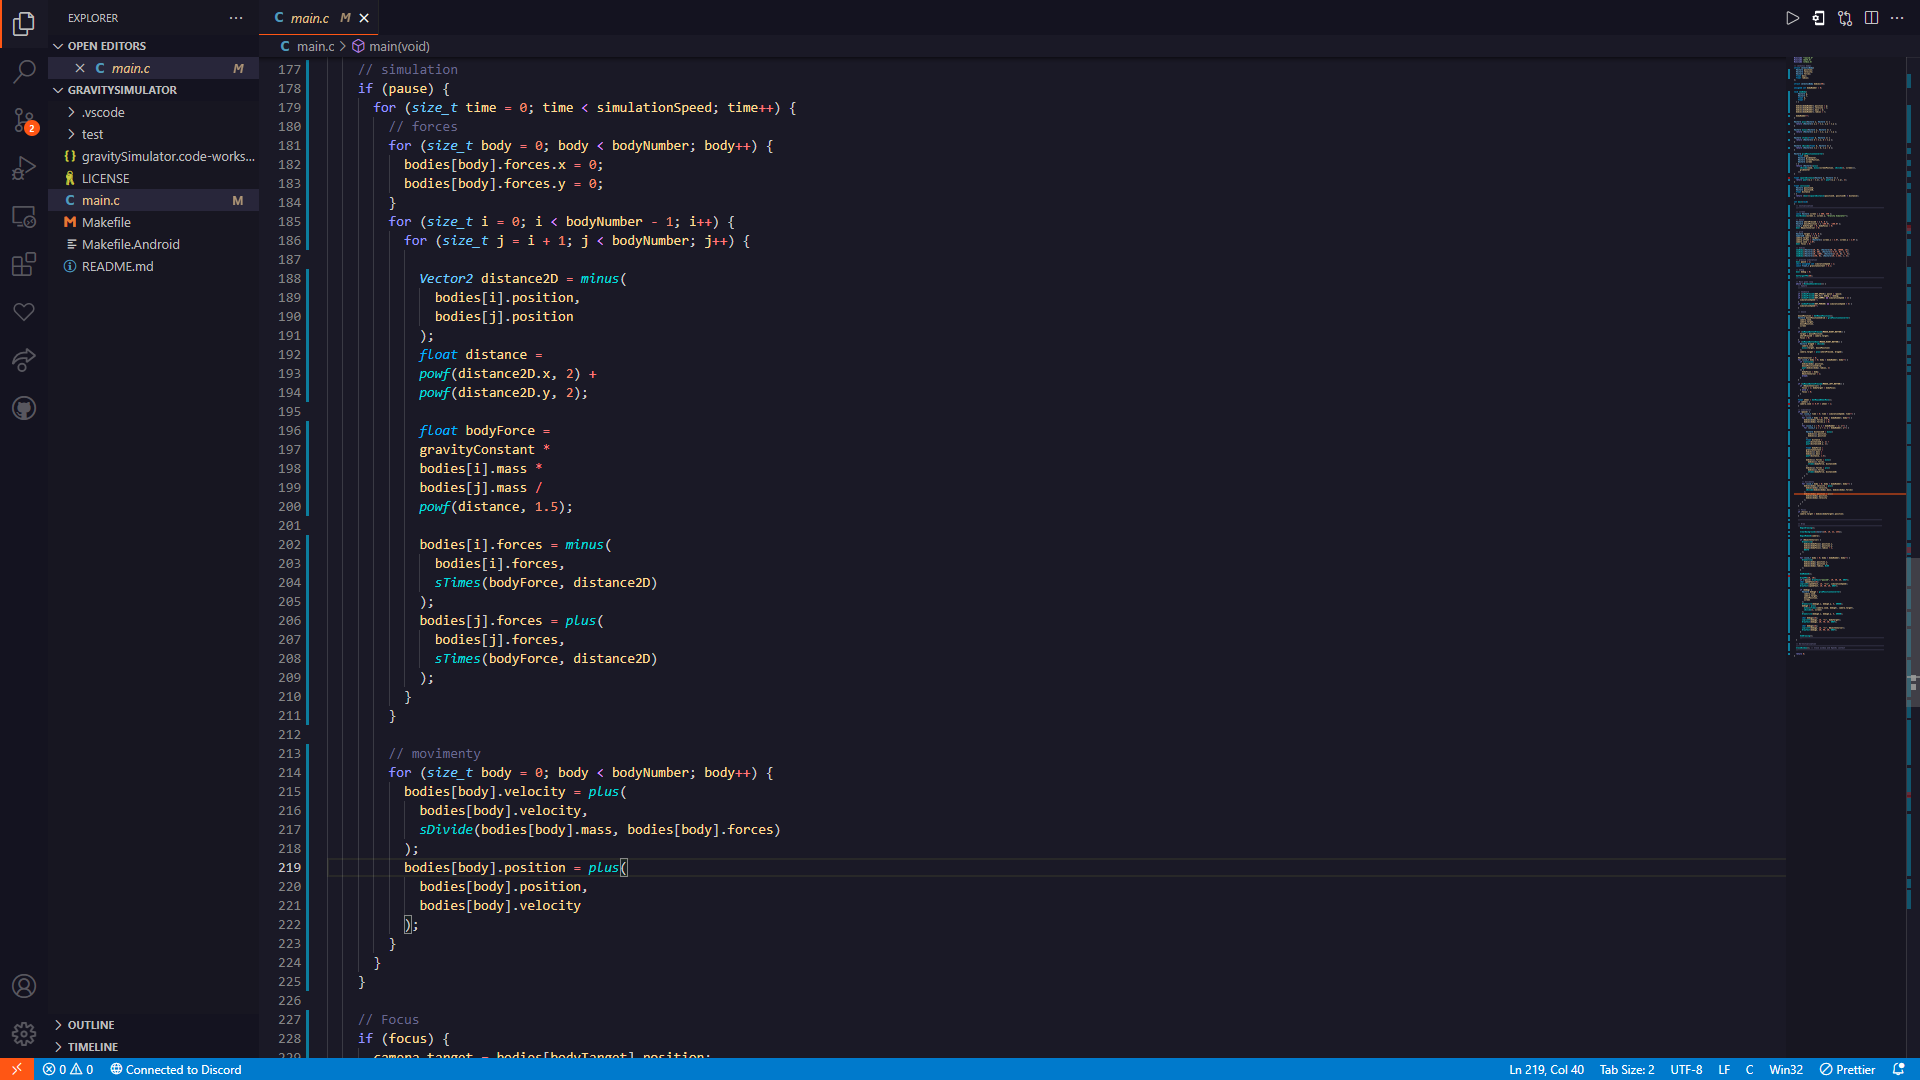 EXPLORER
OPEN EDITORS
main.c M
GRAVITYSIMULATOR
.vscode
test
gravitySimulator.code-works...
LICENSE
main.c M
Makefile
Makefile.Android
README.md
OUTLINE
TIMELINE
2
C main.c M
C main.c > main(void)
177 // simulation
178 if (pause) {
179 for (size_t time = 0; time < simulationSpeed; time++) {
180 // forces
181 for (size_t body = 0; body < bodyNumber; body++) {
182 bodies[body].forces.x = 0;
183 bodies[body].forces.y = 0;
184 }
185 for (size_t i = 0; i < bodyNumber - 1; i++) {
186 for (size_t j = i + 1; j < bodyNumber; j++) {
187
188 Vector2 distance2D = minus(
189 bodies[i].position,
190 bodies[j].position
191 );
192 float distance =
193 powf(distance2D.x, 2) +
194 powf(distance2D.y, 2);
195
196 float bodyForce =
197 gravityConstant *
198 bodies[i].mass *
199 bodies[j].mass /
200 powf(distance, 1.5);
201
202 bodies[i].forces = minus(
203 bodies[i].forces,
204 sTimes(bodyForce, distance2D)
205 );
206 bodies[j].forces = plus(
207 bodies[j].forces,
208 sTimes(bodyForce, distance2D)
209 );
210 }
211 }
212
213 // movimenty
214 for (size_t body = 0; body < bodyNumber; body++) {
215 bodies[body].velocity = plus(
216 bodies[body].velocity,
217 sDivide(bodies[body].mass, bodies[body].forces)
218 );
219 bodies[body].position = plus(
220 bodies[body].position,
221 bodies[body].velocity
222 );
223 }
224 }
225 }
226
227 // Focus
228 if (focus) {
229 camera.target = bodies[bodyTarget].position;
0 0 Connected to Discord
Ln 219, Col 40 Tab Size: 2 UTF-8 LF C Win32 Prettier